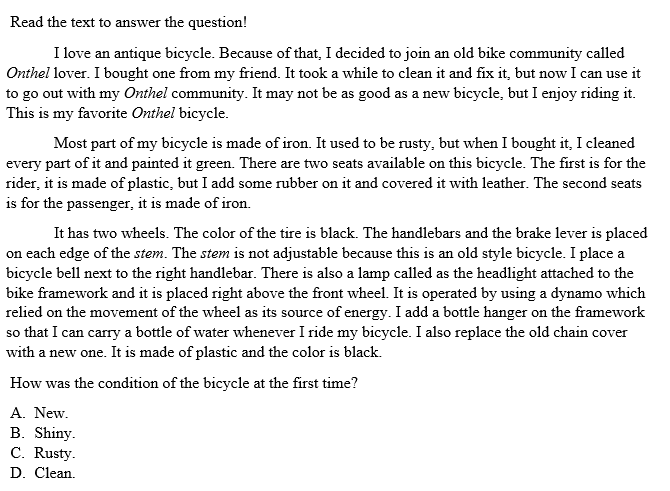 Read the text to answer the question!
I love an antique bicycle. Because of that, I decided to join an old bike community called
Onthel lover. I bought one from my friend. It took a while to clean it and fix it, but now I can use it
to go out with my Onthel community. It may not be as good as a new bicycle, but I enjoy riding it.
This is my favorite Onthel bicycle.
Most part of my bicycle is made of iron. It used to be rusty, but when I bought it, I cleaned
every part of it and painted it green. There are two seats available on this bicycle. The first is for the
rider, it is made of plastic, but I add some rubber on it and covered it with leather. The second seats
is for the passenger, it is made of iron.
It has two wheels. The color of the tire is black. The handlebars and the brake lever is placed
on each edge of the stem. The stem is not adjustable because this is an old style bicycle. I place a
bicycle bell next to the right handlebar. There is also a lamp called as the headlight attached to the
bike framework and it is placed right above the front wheel. It is operated by using a dynamo which
relied on the movement of the wheel as its source of energy. I add a bottle hanger on the framework
so that I can carry a bottle of water whenever I ride my bicycle. I also replace the old chain cover
with a new one. It is made of plastic and the color is black.
How was the condition of the bicycle at the first time?
A. New.
B. Shiny.
C. Rusty.
D. Clean.